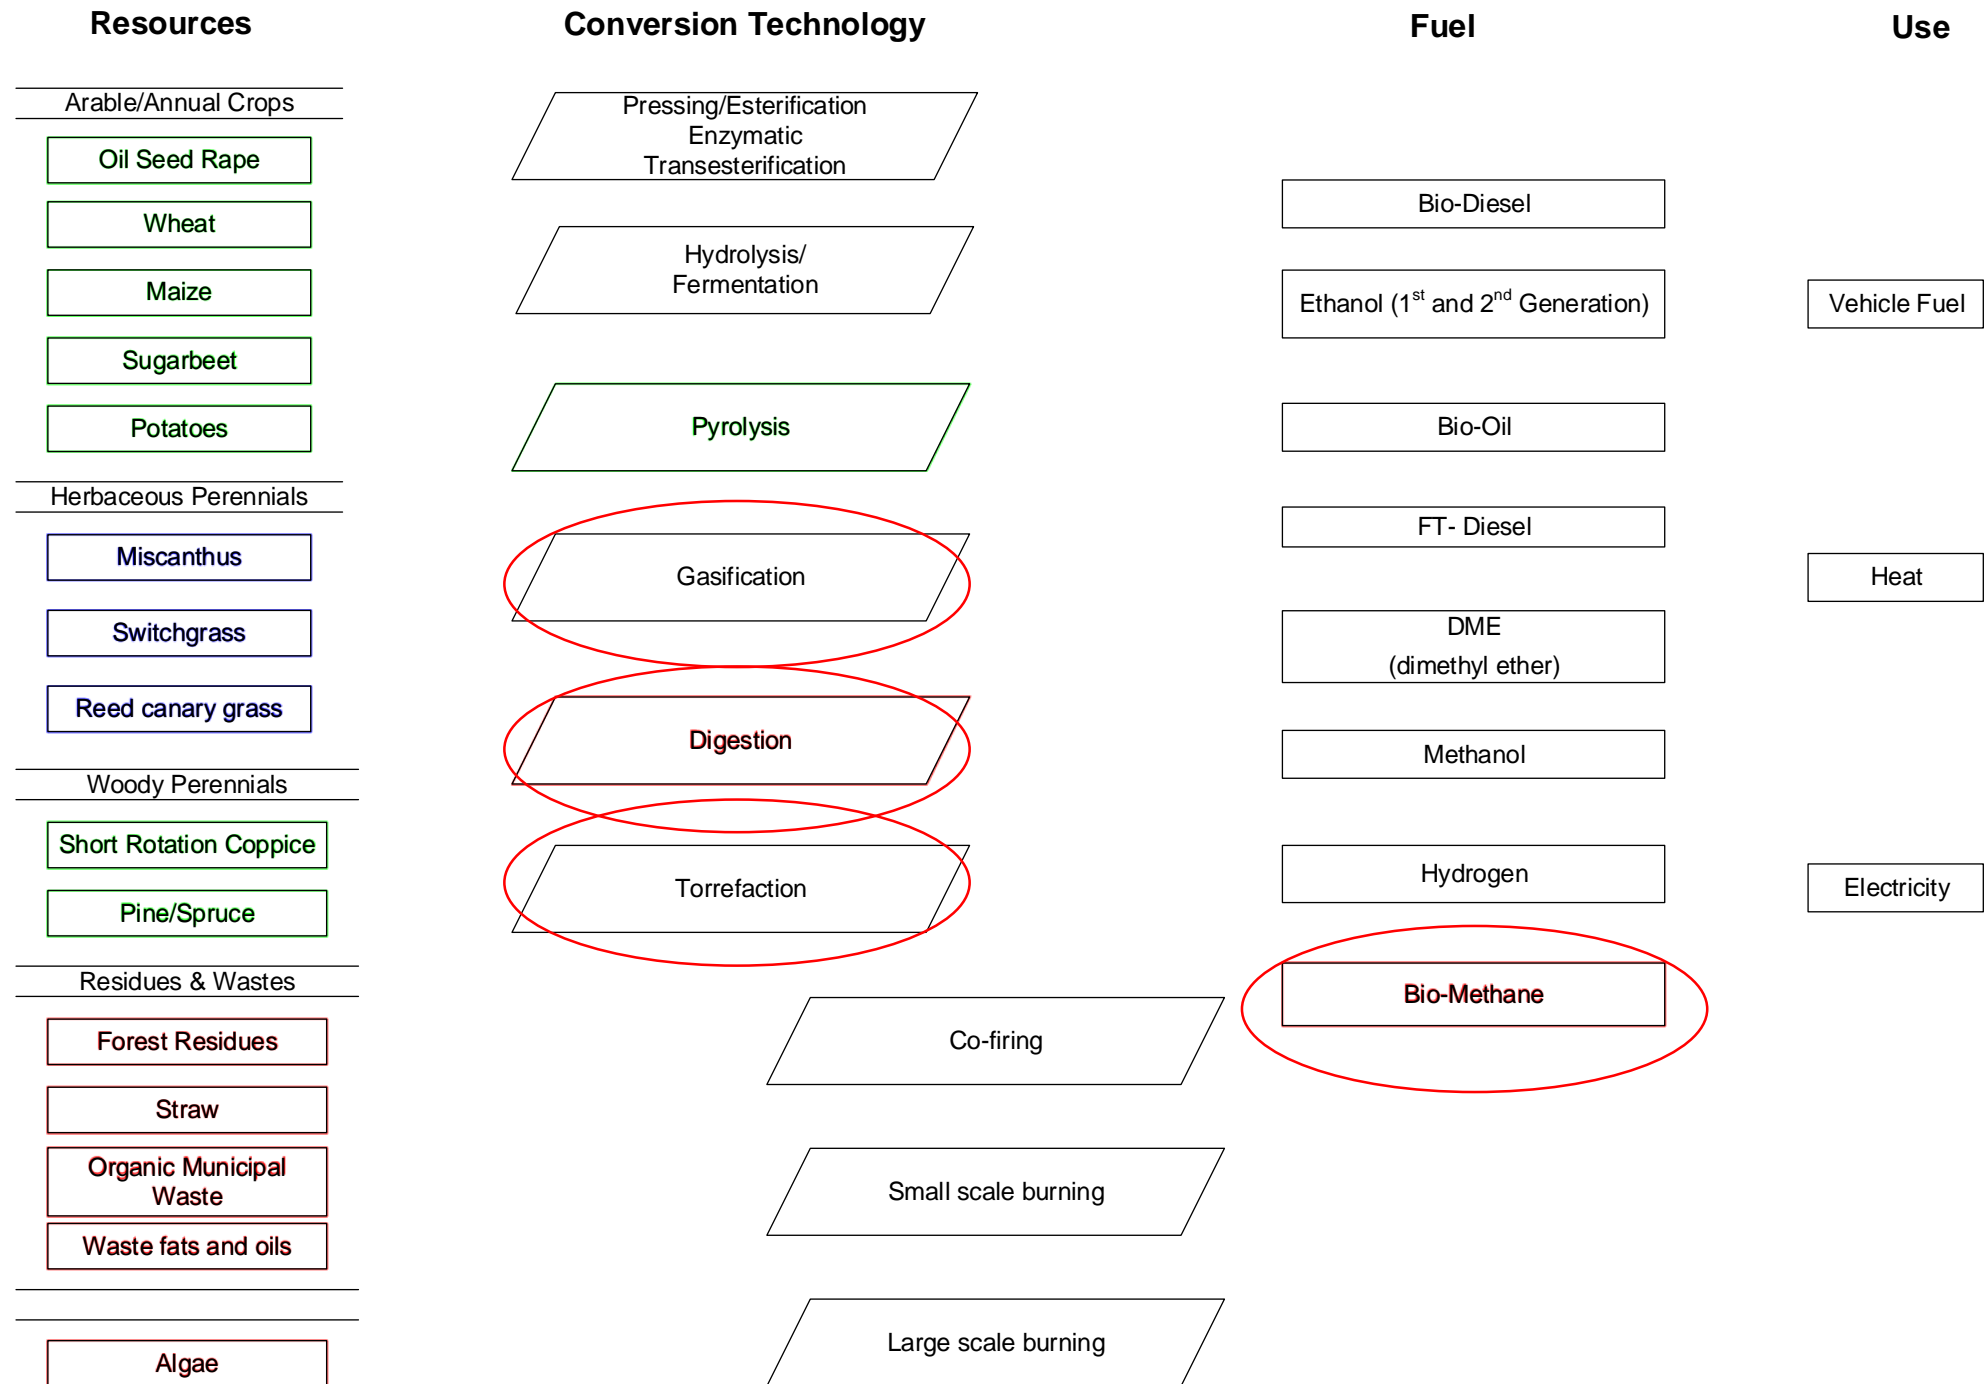 Resources
Conversion Technology
Fuel
Use
Arable/Annual Crops
Oil Seed Rape
Wheat
Maize
Sugarbeet
Potatoes
Herbaceous Perennials
Miscanthus
Switchgrass
Reed canary grass
Woody Perennials
Short Rotation Coppice
Pine/Spruce
Residues & Wastes
Forest Residues
Straw
Organic Municipal
Waste
Waste fats and oils
Algae
Pressing/Esterification
Enzymatic
Transesterification
Hydrolysis/
Fermentation
Pyrolysis
Gasification
Digestion
Torrefaction
Co-firing
Small scale burning
Large scale burning
Bio-Diesel
Ethanol (1st and 2nd Generation)
Bio-Oil
FT- Diesel
DME
(dimethyl ether)
Methanol
Hydrogen
Bio-Methane
Vehicle Fuel
Heat
Electricity